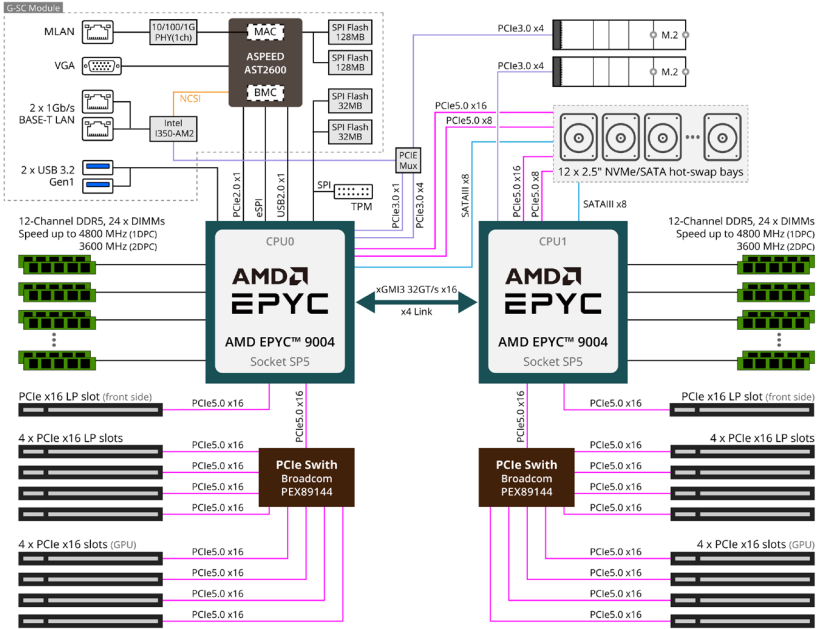 G-SC Module
MLAN
10/100/1G
PHY(1ch)
MAC
ASPEED
AST2600
BMC
SPI Flash
128MB
SPI Flash
128MB
SPI Flash
32MB
SPI Flash
32MB
VGA
NCSI
2 x 1Gb/s
BASE-T LAN
Intel
I350-AM2
2 x USB 3.2
Gen1
PCIe2.0 x1
eSPI
USB2.0 x1
SPI
TPM
PCIE
Mux
PCIe3.0 x1
PCIe3.0 x4
PCIe3.0 x4
M.2
PCIe3.0 x4
M.2
PCIe5.0 x16
PCIe5.0 x8
SATAIII x8
PCIe5.0 x16
PCIe5.0 x8
12 x 2.5" NVMe/SATA hot-swap bays
SATAIII x8
12-Channel DDR5, 24 x DIMMs
Speed up to 4800 MHz (1DPC)
3600 MHz (2DPC)
CPU0
AMD
EPYC
AMD EPYC™ 9004
Socket SP5
xGMI3 32GT/s x16
x4 Link
CPU1
AMD
EPYC
AMD EPYC™ 9004
Socket SP5
12-Channel DDR5, 24 x DIMMs
Speed up to 4800 MHz (1DPC)
3600 MHz (2DPC)
PCIe x16 LP slot (front side)
PCIe5.0 x16
PCIe5.0 x16
4 x PCIe x16 LP slots
PCIe5.0 x16
PCIe5.0 x16
PCIe5.0 x16
PCIe5.0 x16
PCIe Swith
Broadcom
PEX89144
4 x PCIe x16 slots (GPU)
PCIe5.0 x16
PCIe5.0 x16
PCIe5.0 x16
PCIe5.0 x16
PCIe5.0 x16
PCIe5.0 x16
PCIe x16 LP slot (front side)
PCIe Swith
Broadcom
PEX89144
4 x PCIe x16 LP slots
PCIe5.0 x16
PCIe5.0 x16
PCIe5.0 x16
PCIe5.0 x16
4 x PCIe x16 slots (GPU)
PCIe5.0 x16
PCIe5.0 x16
PCIe5.0 x16
PCIe5.0 x16